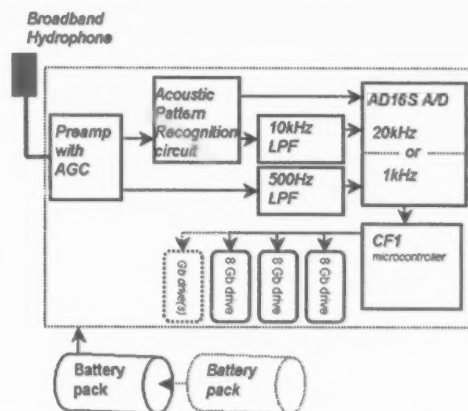 Broadband
Hydrophone
Preamp
with
AGC
Acoustic
Pattern
Recognition
circuit
10kHz
LPF
500Hz
LPF
AD16S A/D
20kHz
or
1kHz
CF1
microcontroller
Gb drive(s)
8 Gb drive
8 Gb drive
8 Gb drive
Battery
pack
Battery
pack